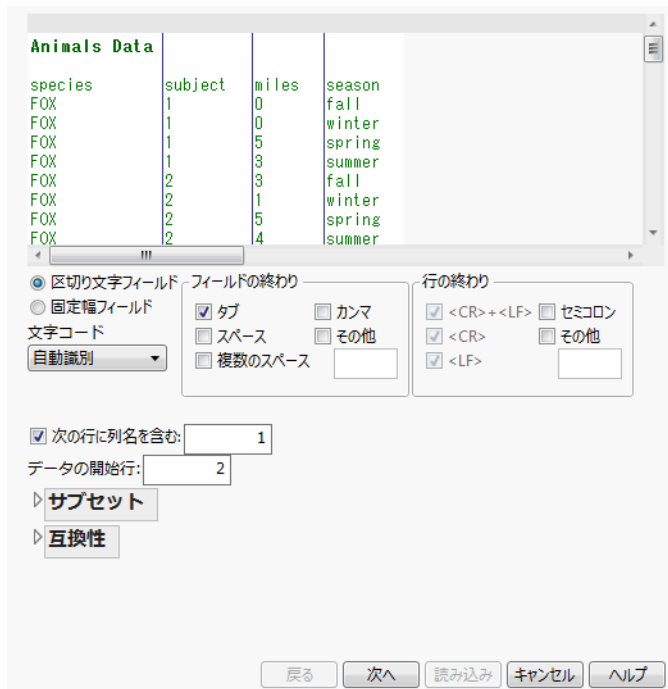 Animals Data
species subject miles season
FOX 1 0 fall
FOX 1 0 winter
FOX 1 5 spring
FOX 1 3 summer
FOX 2 3 fall
FOX 2 1 winter
FOX 2 5 spring
FOX 2 4 summer
区切り文字フィールド フィールドの終わり 行の終わり
固定幅フィールド タブ カンマ <CR>+<LF> セミコロン
文字コード スペース その他 <CR> その他
自動識別 複数のスペース <LF>
次の行に列名を含む: 1
データの開始行: 2
サブセット
互換性
戻る 次へ 読み込み キャンセル ヘルプ